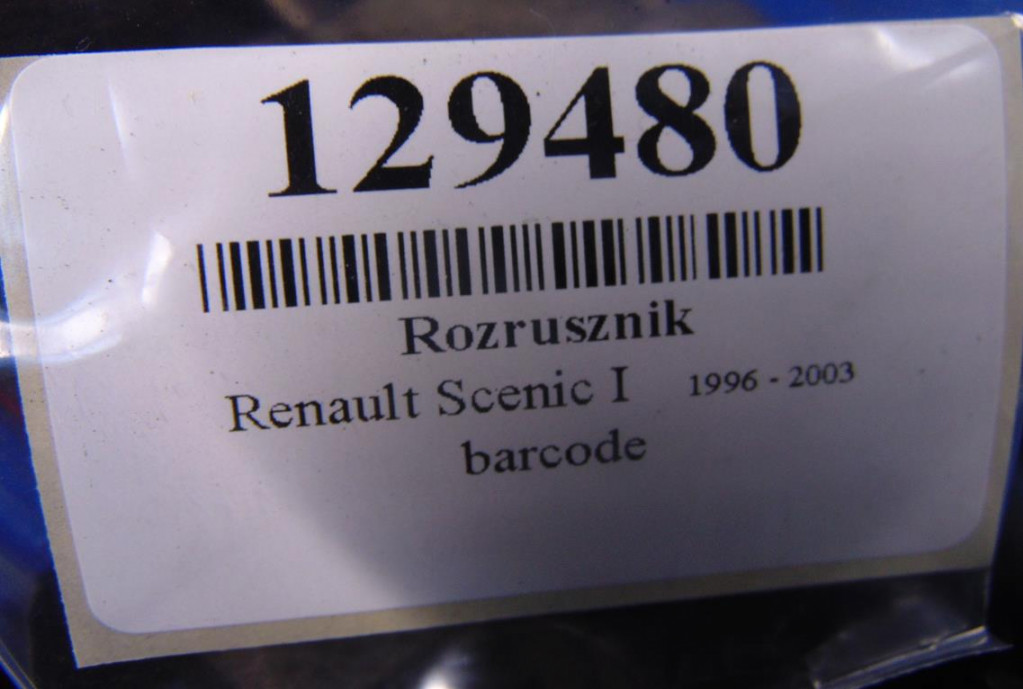 129480
Rozrusznik
Renault Scenic I 1996 - 2003
barcode